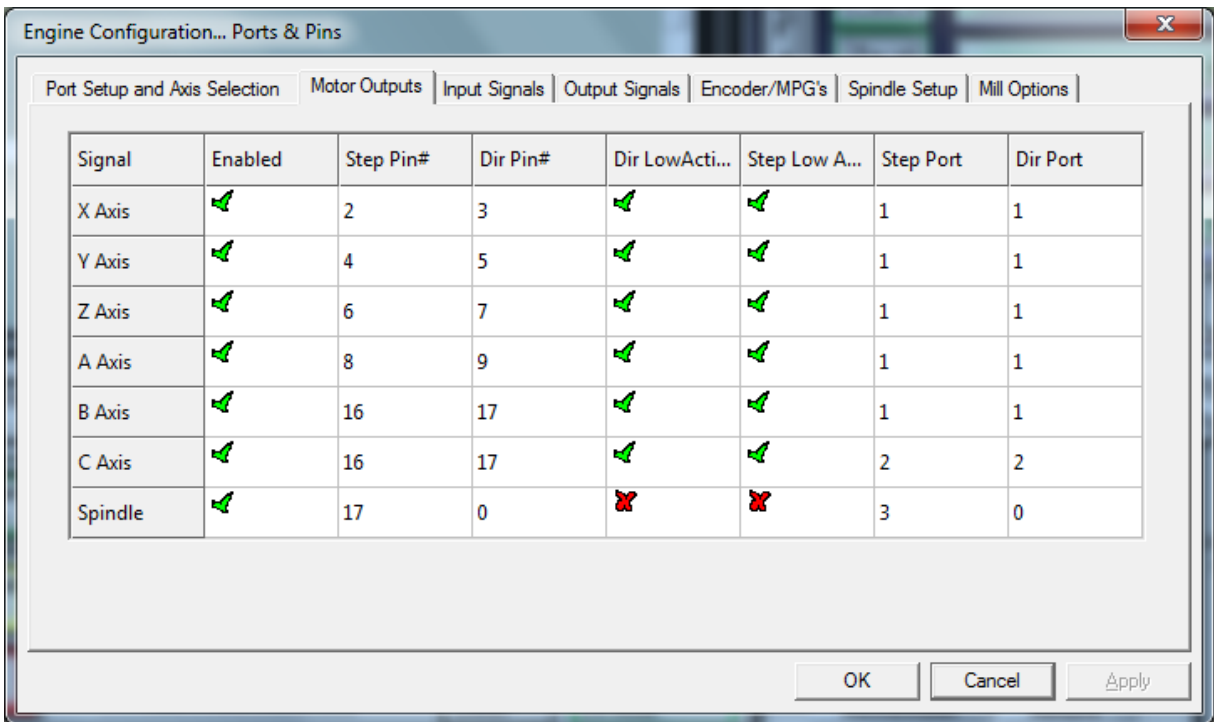 Engine Configuration... Ports & Pins
X
Port Setup and Axis Selection Motor Outputs Input Signals Output Signals Encoder/MPG's Spindle Setup Mill Options
Signal Enabled Step Pin# Dir Pin# Dir LowActi... Step Low A... Step Port Dir Port
X Axis 2 3 1 1
Y Axis 4 5 1 1
Z Axis 6 7 1 1
A Axis 8 9 1 1
B Axis 16 17 1 1
C Axis 16 17 2 2
Spindle 17 0 3 0
OK Cancel Apply